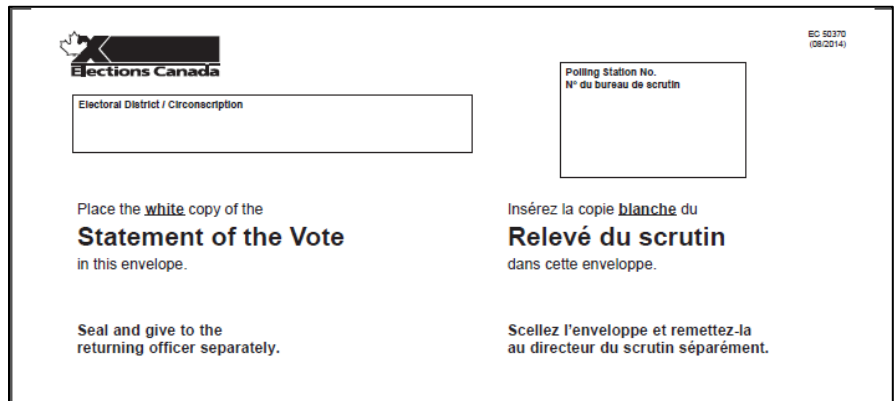 EC 50370
(08/2014)
Elections Canada
Polling Station No.
N° du bureau de scrutin
Electoral District / Circonscription
Place the white copy of the
Statement of the Vote
in this envelope.
Seal and give to the
returning officer separately.
Insérez la copie blanche du
Relevé du scrutin
dans cette enveloppe.
Scellez l'enveloppe et remettez-la
au directeur du scrutin séparément.